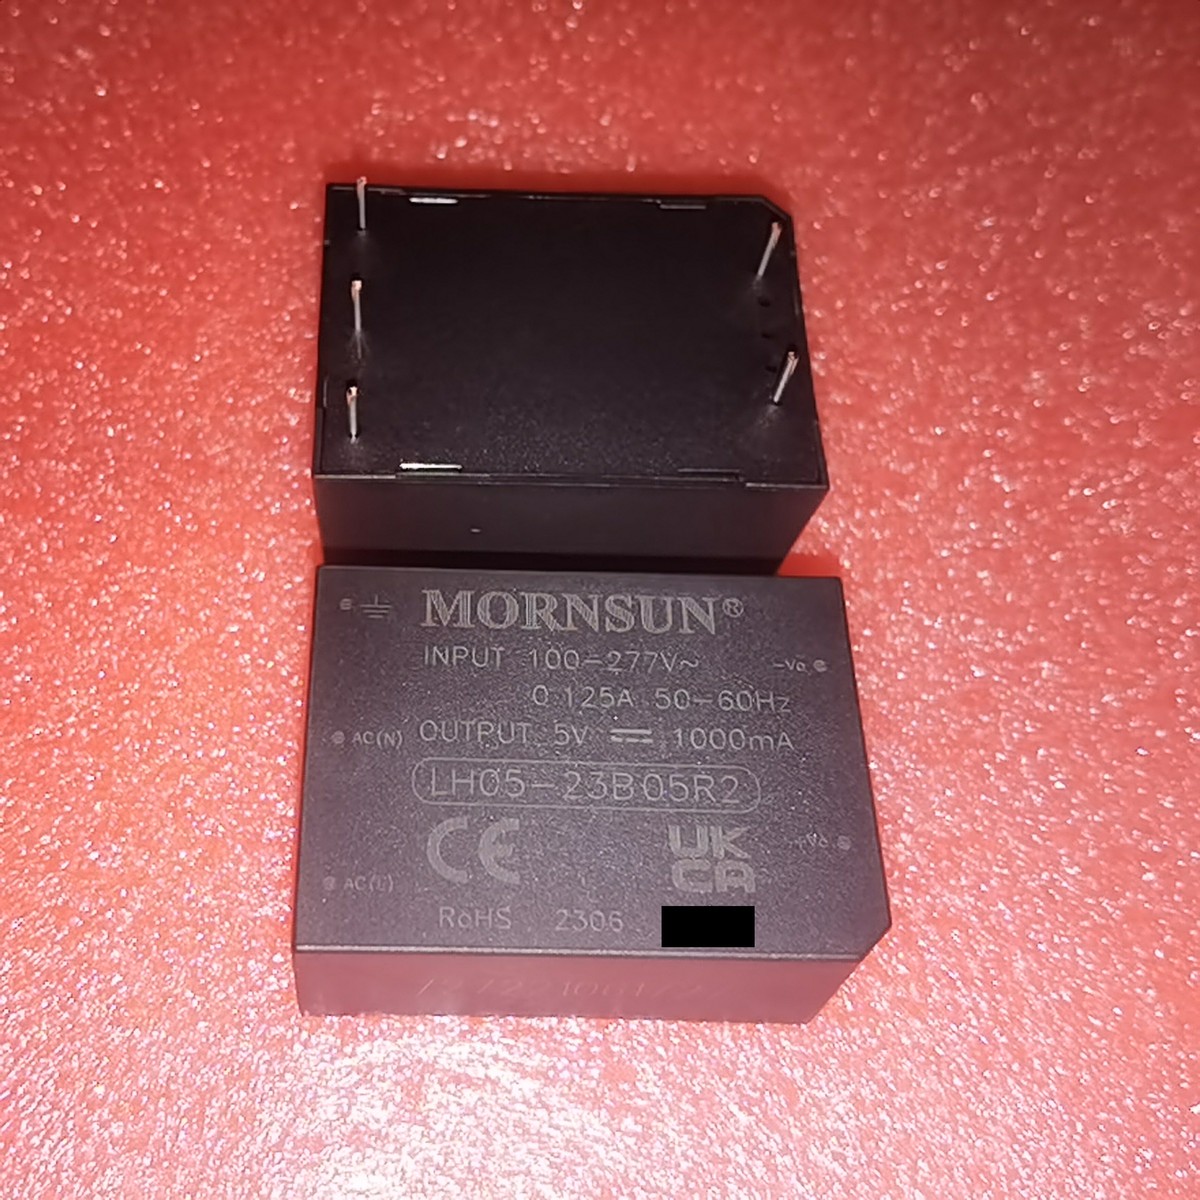 MORNSUN®
INPUT 100-277V~
-Vo
0.125A 50-60Hz
AC(N)
OUTPUT 5V ⎓ 1000mA
LH05-23B05R2
CE
UK
CA
+Vo
AC(L)
RoHS 2306